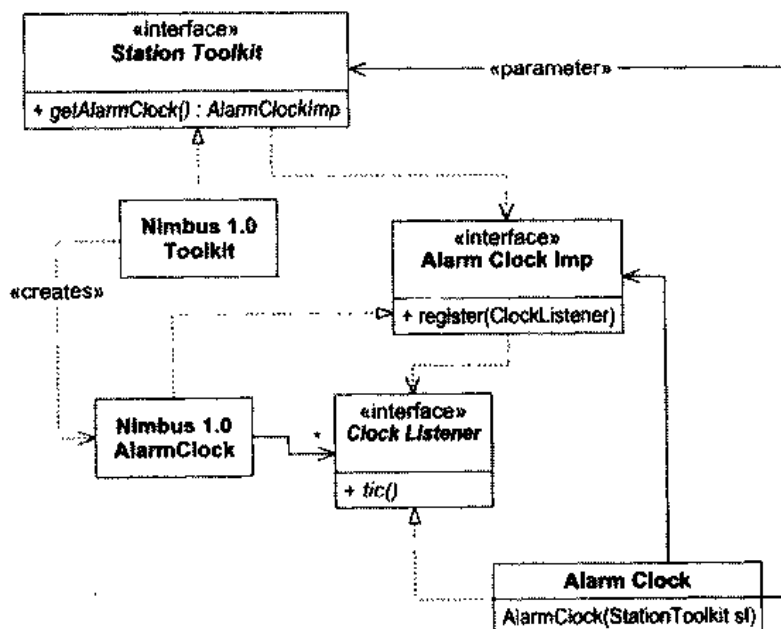 «interface»
Station Toolkit
«parameter»
+ getAlarmClock() : AlarmClockImp
Nimbus 1.0
Toolkit
«interface»
Alarm Clock Imp
«creates»
+ register(ClockListener)
«interface»
Nimbus 1.0
AlarmClock
*
Clock Listener
+ tic()
Alarm Clock
AlarmClock(StationToolkit st)